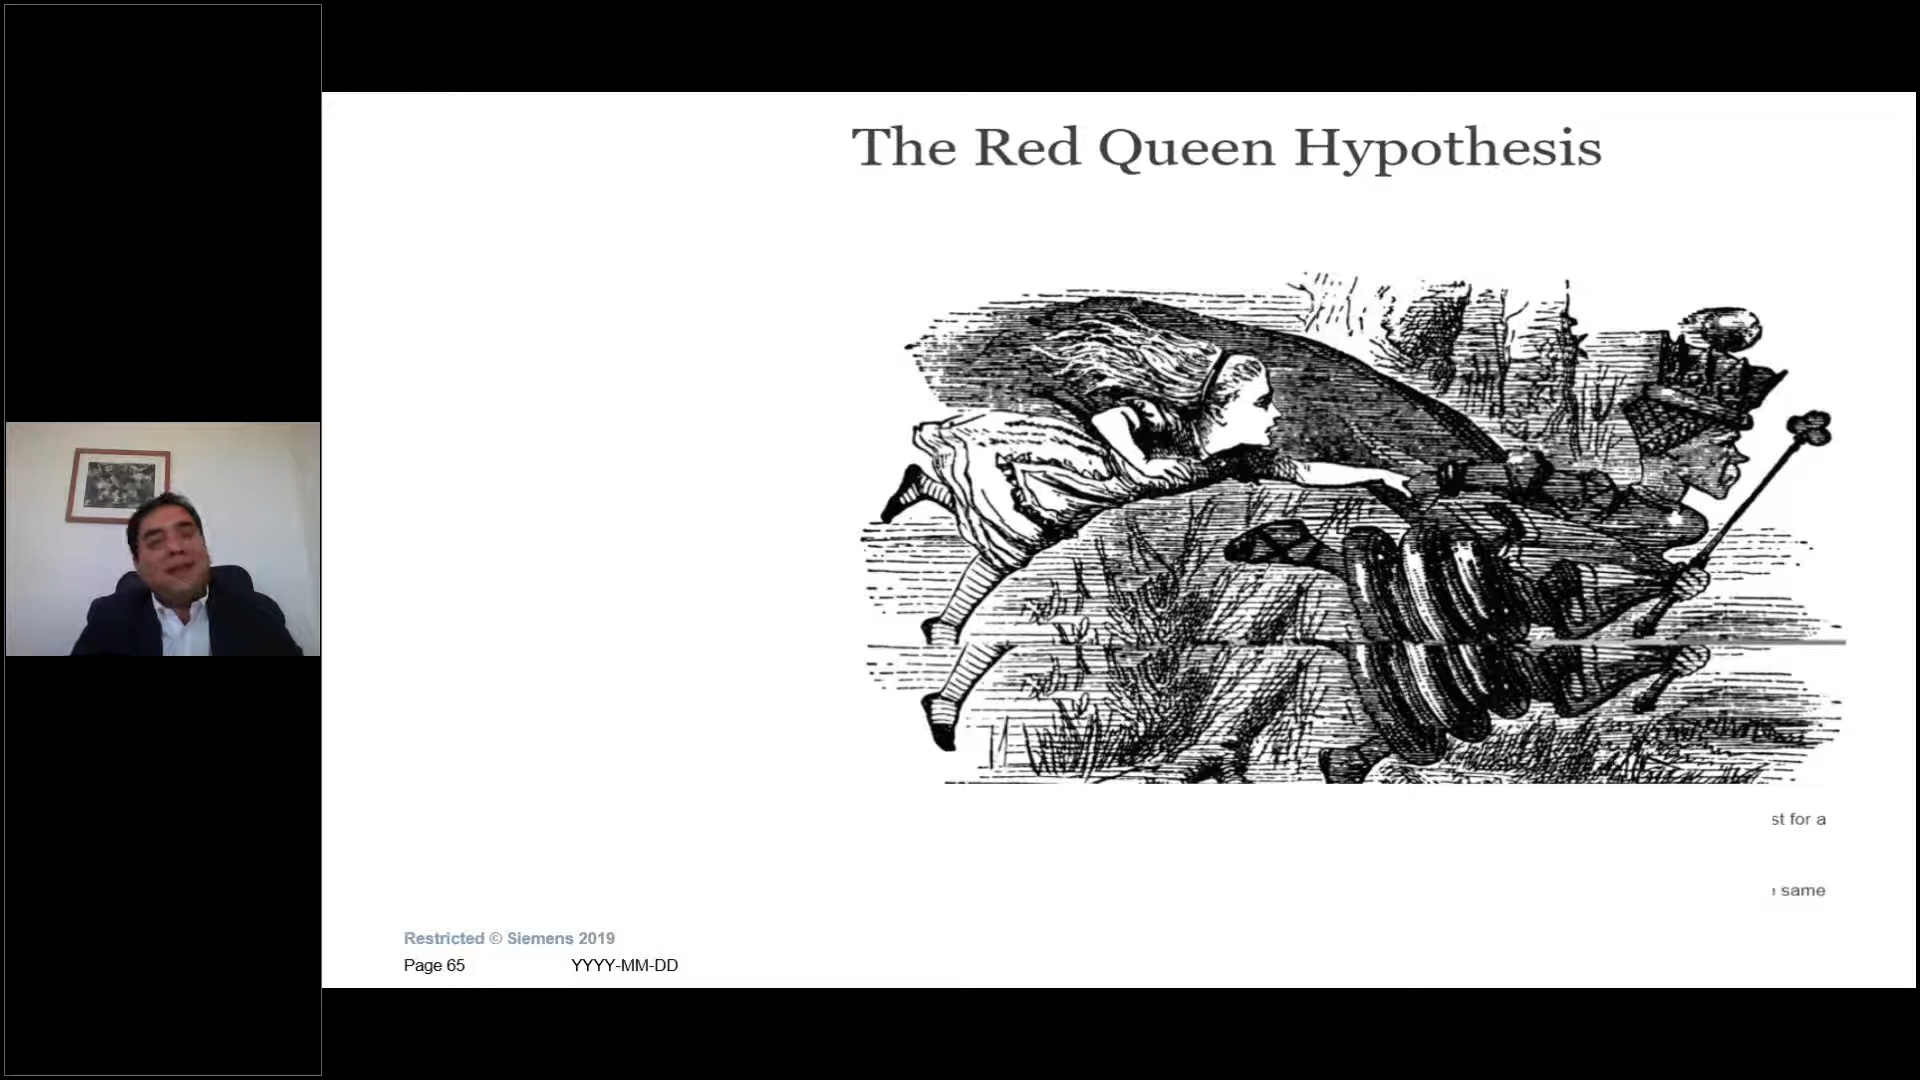 The Red Queen Hypothesis
st for a
same
Restricted © Siemens 2019
Page 65 YYYY-MM-DD